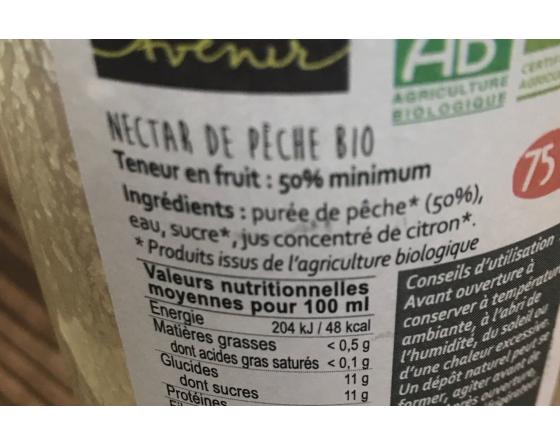 Avenir
AB
AGRICULTURE
BIOLOGIQUE
NECTAR DE PÊCHE BIO
Teneur en fruit : 50% minimum
75
Ingrédients : purée de pêche* (50%),
eau, sucre*, jus concentré de citron*.
* Produits issus de l'agriculture biologique
Valeurs nutritionnelles
moyennes pour 100 ml
Energie 204 kJ / 48 kcal
Matières grasses < 0,5 g
dont acides gras saturés < 0,1 g
Glucides 11 g
dont sucres 11 g
Protéines
Conseils d'utilisation
Avant ouverture à
conserver à température
ambiante, à l'abri de
l'humidité, du soleil ou
d'une chaleur excessive.
Un dépôt naturel peut se
former, agiter avant de